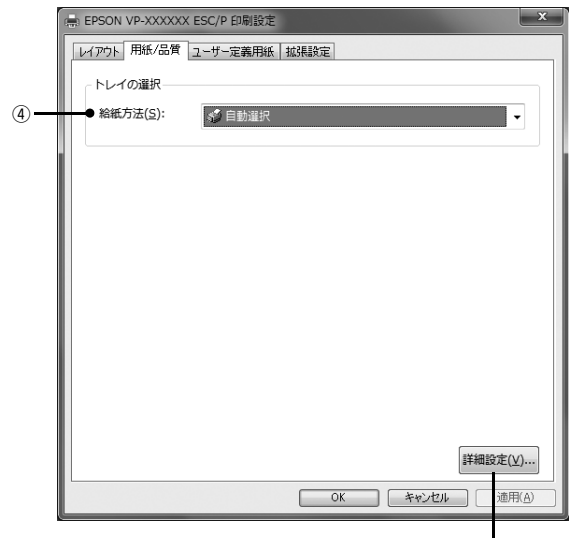 EPSON VP-XXXXXX ESC/P 印刷設定
レイアウト 用紙/品質 ユーザー定義用紙 拡張設定
トレイの選択
④ 給紙方法(S): 自動選択
詳細設定(V)...
OK キャンセル 適用(A)